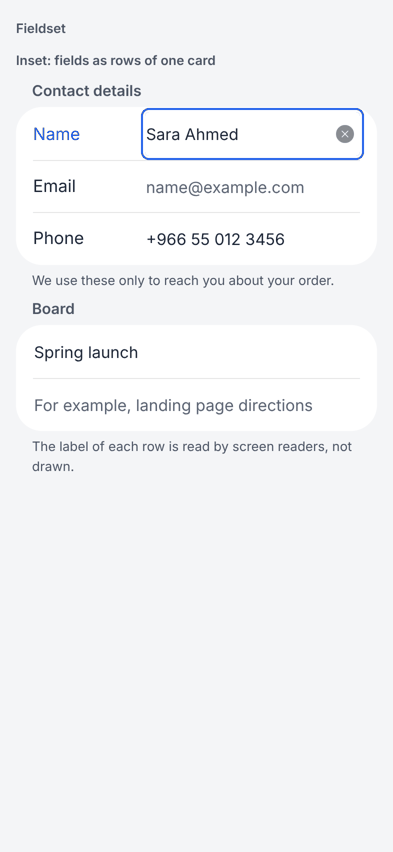 Fieldset
Inset: fields as rows of one card
Contact details
Name
Sara Ahmed
Email
name@example.com
Phone
+966 55 012 3456
We use these only to reach you about your order.
Board
Spring launch
For example, landing page directions
The label of each row is read by screen readers, not
drawn.